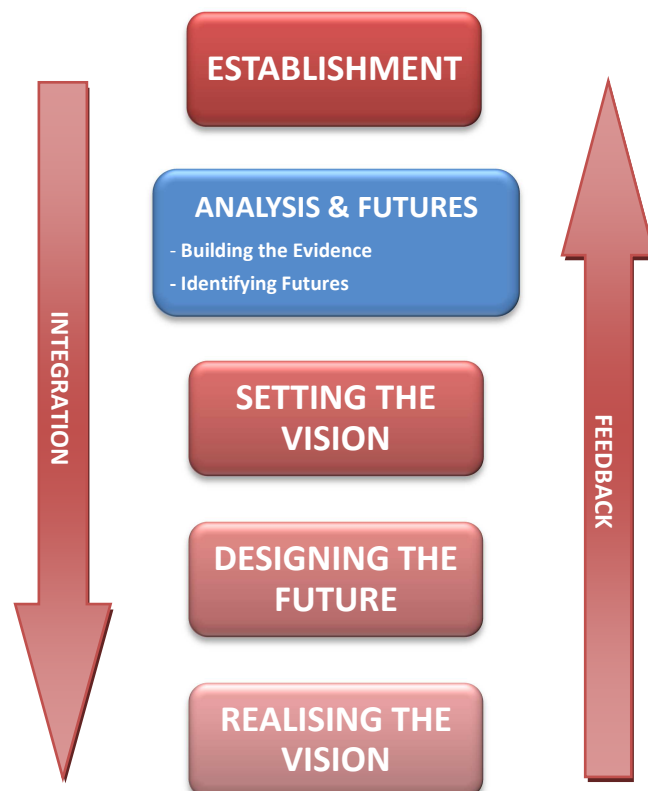 ESTABLISHMENT
ANALYSIS & FUTURES
- Building the Evidence
- Identifying Futures
INTEGRATION
SETTING THE
VISION
FEEDBACK
DESIGNING THE
FUTURE
REALISING THE
VISION